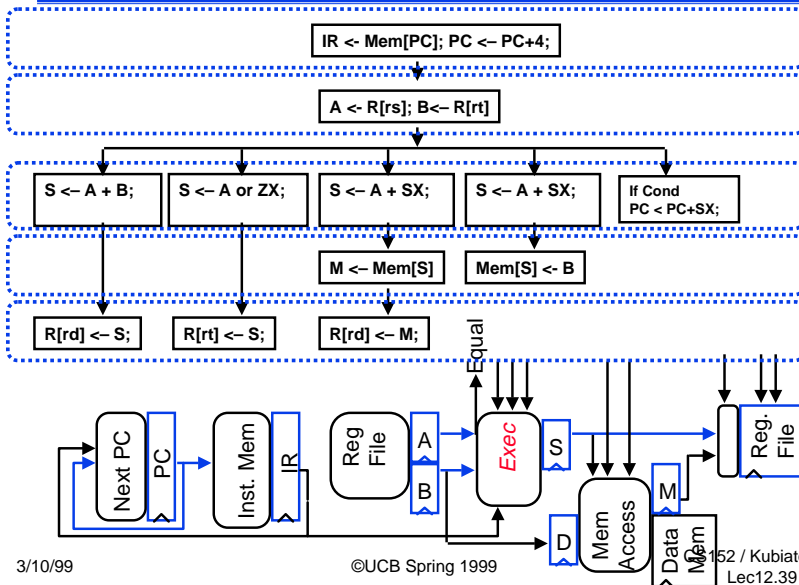 IR <- Mem[PC]; PC <– PC+4;
A <- R[rs]; B<– R[rt]
S <– A + B;
S <– A or ZX;
S <– A + SX;
S <– A + SX;
If Cond
PC < PC+SX;
M <– Mem[S]
Mem[S] <- B
R[rd] <– S;
R[rt] <– S;
R[rd] <– M;
Equal
Next PC
PC
Inst. Mem
IR
Reg
File
A
B
Exec
S
D
Mem
Access
M
Data
Mem
Reg.
File
3/10/99
©UCB Spring 1999
152 / Kubiat
Lec12.39